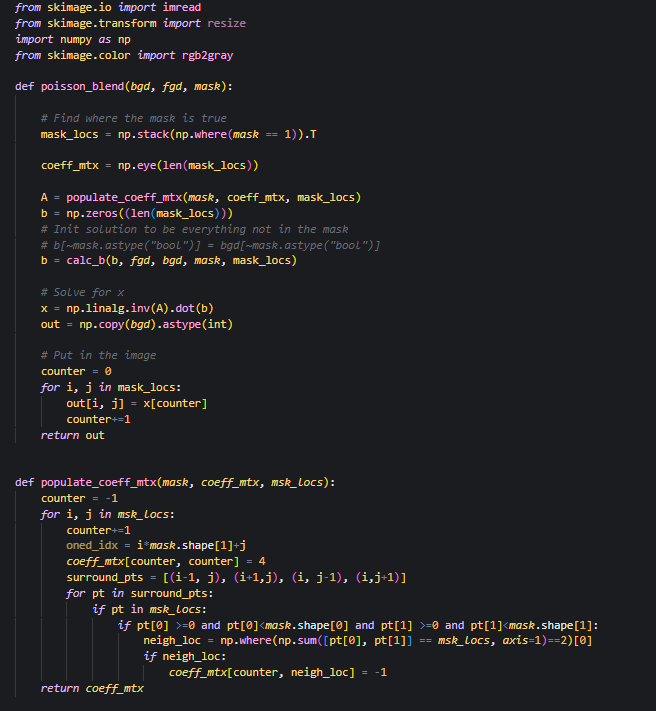 from skimage.io import imread
from skimage.transform import resize
import numpy as np
from skimage.color import rgb2gray
def poisson_blend(bgd, fgd, mask):
# Find where the mask is true
mask_locs = np.stack(np.where(mask == 1)).T
coeff_mtx = np.eye(len(mask_locs))
A = populate_coeff_mtx(mask, coeff_mtx, mask_locs)
b = np.zeros((len(mask_locs)))
# Init solution to be everything not in the mask
# b[~mask.astype("bool")] = bgd[~mask.astype("bool")]
b = calc_b(b, fgd, bgd, mask, mask_locs)
# Solve for x
x = np.linalg.inv(A).dot(b)
out = np.copy(bgd).astype(int)
# Put in the image
counter = 0
for i, j in mask_locs:
out[i, j] = x[counter]
counter+=1
return out
def populate_coeff_mtx(mask, coeff_mtx, msk_locs):
counter = -1
for i, j in msk_locs:
counter+=1
oned_idx = i*mask.shape[1]+j
coeff_mtx[counter, counter] = 4
surround_pts = [(i-1, j), (i+1,j), (i, j-1), (i,j+1)]
for pt in surround_pts:
if pt in msk_locs:
if pt[0] >=0 and pt[0]<mask.shape[0] and pt[1] >=0 and pt[1]<mask.shape[1]:
neigh_loc = np.where(np.sum([pt[0], pt[1]] == msk_locs, axis=1)==2)[0]
if neigh_loc:
coeff_mtx[counter, neigh_loc] = -1
return coeff_mtx